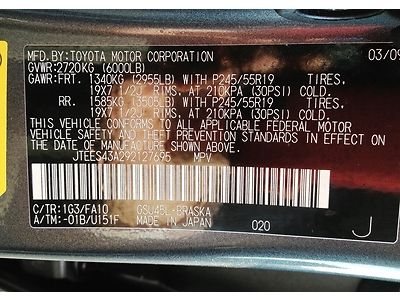 MFD.BY:TOYOTA MOTOR CORPORATION 03/09
GVWR:2720KG (6000LB)
GAWR:FRT. 1340KG (2955LB) WITH P245/55R19 TIRES,
19X7 1/2J RIMS, AT 210KPA (30PSI) COLD.
RR. 1585KG (3505LB) WITH P245/55R19 TIRES,
19X7 1/2J RIMS, AT 210KPA (30PSI) COLD.
THIS VEHICLE CONFORMS TO ALL APPLICABLE FEDERAL MOTOR
VEHICLE SAFETY AND THEFT PREVENTION STANDARDS IN EFFECT ON
THE DATE OF MANUFACTURE SHOWN ABOVE.
JTEES43A292127695 MPV
C/TR:1G3/FA10 GSU45L-PRASKA
A/TM:-01B/U151F MADE IN JAPAN 020 J